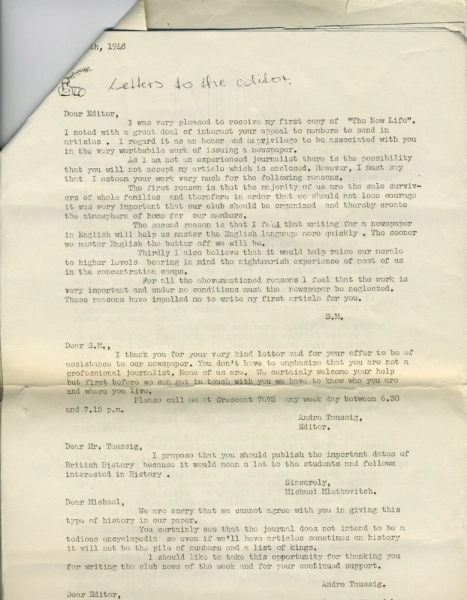 th, 1948
Letters to the editor.
Dear Editor,
I was very pleased to receive my first copy of "The New Life".
I noted with a great deal of interest your appeal to members to send in
articles . I regard it as an honor and a privilege to be associated with you
in the very worthwhile work of issuing a newspaper.
As I am not an experienced journalist there is the possibility
that you will not accept my article which is enclosed. However, I must say
that I esteem your work very much for the following reasons.
The first reason is that the majority of us are the sole surviv-
ors of whole families and therefore in order that we should not lose courage
it was very important that our club should be organized and thereby create
the atmosphere of home for our members.
The second reason is that I feel that writing for a newspaper
in English will help us master the English language more quickly . The sooner
we master English the better off we will be.
Thirdly I also believe that it would help raise our morale
to higher levels bearing in mind the nightmarish experience of most of us
in the concentration camps.
For all the abovementioned reasons I feel that the work is
very important and under no conditions must the newspaper be neglected.
These reasons have impelled me to write my first article for you.
S.M.
Dear S.M.,
I thank you for your very kind letter and for your offer to be of
assistance to our newspaper. You don't have to emphasize that you are not a
professional journalist. None of us are. We certainly welcome your help
but first before we can get in touch with you we have to know who you are
and where you live.
Please call me at Crescent 7675 any week day between 6.30
and 7.15 p.m.
Andre Taussig,
Editor.
Dear Mr. Taussig,
I propose that you should publish the important dates of
British History because it would mean a lot to the students and follows
interested in History .
Sincerely,
Michael Mietkovitch.
Dear Michael,
We are sorry that we cannot agree with you in giving this
type of history in our paper.
You certainly see that the journal does not intend to be a
tedious encyclopedia so even if we'll have articles sometimes on history
it will not be the pile of numbers and a list of kings.
I should like to take this opportunity for thanking you
for writing the club news of the week and for your continued support.
Andre Taussig.
Dear Editor,